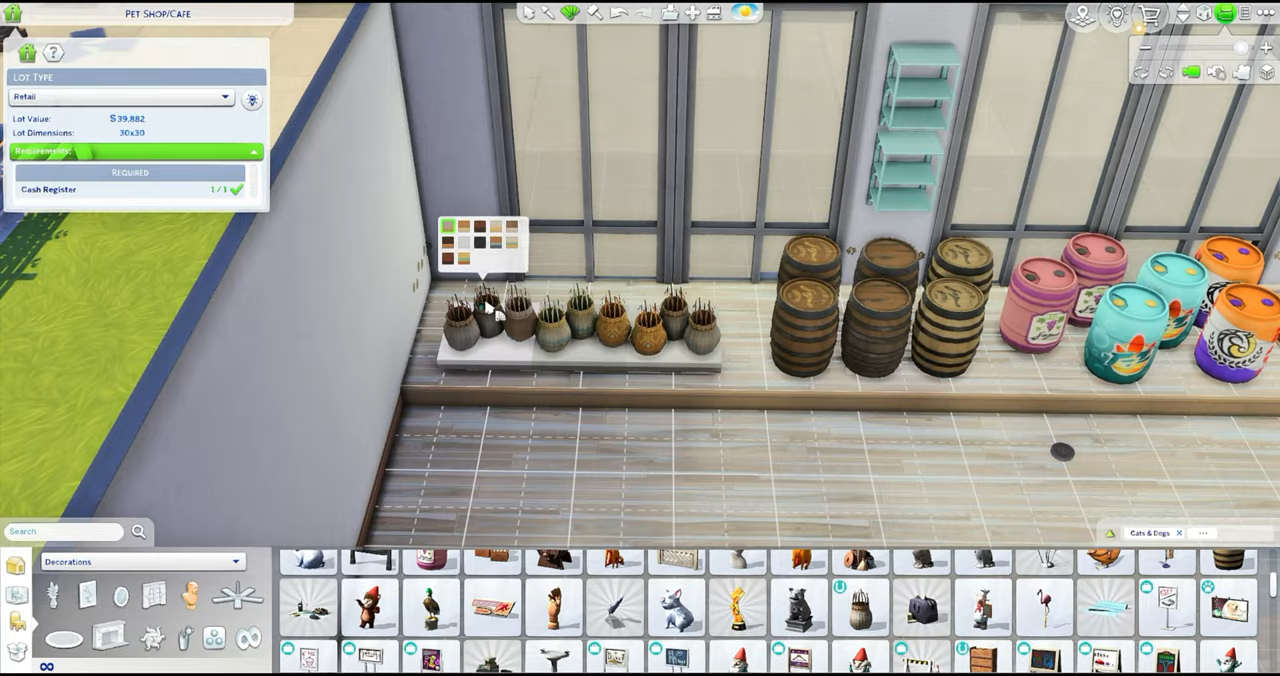 PET SHOP/CAFE
LOT TYPE
Retail
Lot Value: §39,882
Lot Dimensions: 30x30
Requirements:
REQUIRED
Cash Register 1/1
Search
Cats & Dogs
Decorations